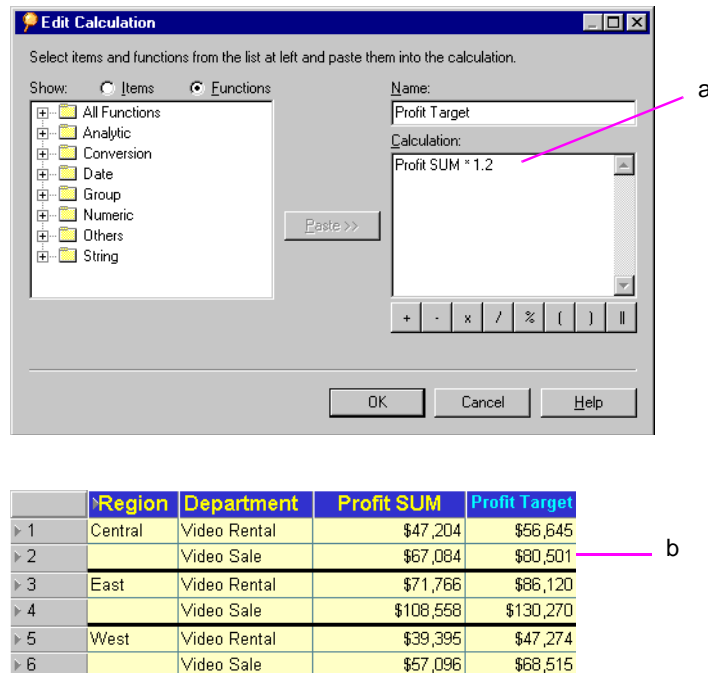 Edit Calculation
Select items and functions from the list at left and paste them into the calculation.
Show: Items Functions
All Functions
Analytic
Conversion
Date
Group
Numeric
Others
String
Paste >>
Name:
Profit Target
Calculation:
Profit SUM * 1.2
+ - x / % ( ) ||
OK Cancel Help
a
Region Department Profit SUM Profit Target
1 Central Video Rental $47,204 $56,645
2 Video Sale $67,084 $80,501
b
3 East Video Rental $71,766 $86,120
4 Video Sale $108,558 $130,270
5 West Video Rental $39,395 $47,274
6 Video Sale $57,096 $68,515